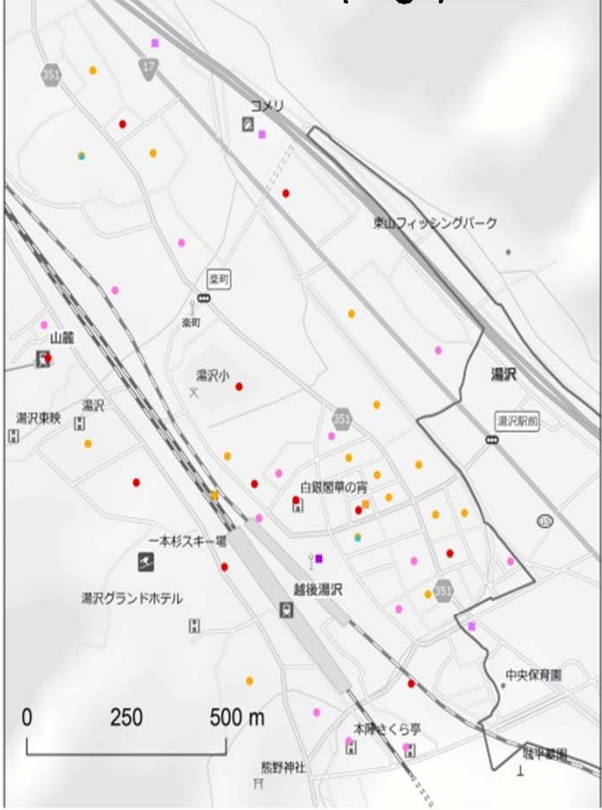 351
17
コメリ
東山フィッシングパーク
楽町
楽町
山麓
湯沢小
湯沢
湯沢東映
湯沢
351
湯沢駅前
白銀閣華の宵
GS
一本杉スキー場
越後湯沢
湯沢グランドホテル
351
中央保育園
0 250 500 m
本陣さくら亭
熊野神社